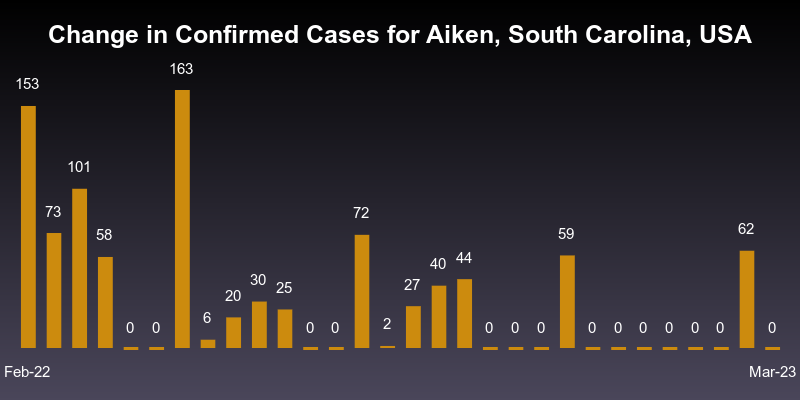 Change in Confirmed Cases for Aiken, South Carolina, USA
153 73 101 58 0 0 163 6 20 30 25 0 0 72 2 27 40 44 0 0 0 59 0 0 0 0 0 0 62 0
Feb-22 Mar-23